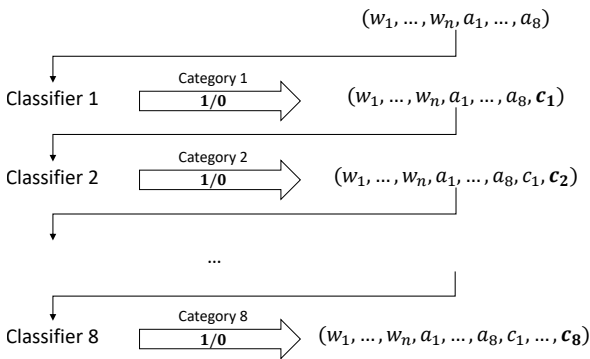 (w₁, … , wₙ, a₁, … , a₈)
Category 1
Classifier 1 1/0 (w₁, … , wₙ, a₁, … , a₈, c₁)
Category 2
Classifier 2 1/0 (w₁, … , wₙ, a₁, … , a₈, c₁, c₂)
...
Category 8
Classifier 8 1/0 (w₁, … , wₙ, a₁, … , a₈, c₁, … , c₈)